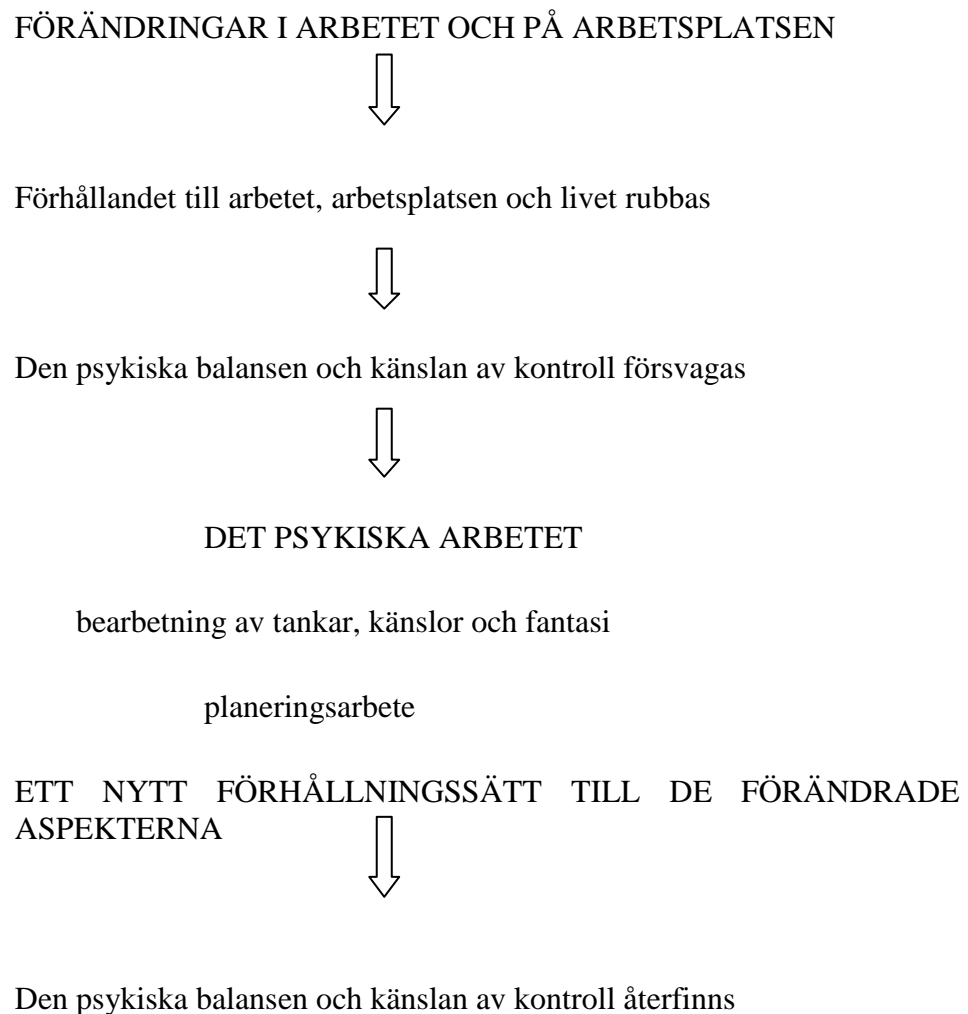 FÖRÄNDRINGAR I ARBETET OCH PÅ ARBETSPLATSEN
Förhållandet till arbetet, arbetsplatsen och livet rubbas
Den psykiska balansen och känslan av kontroll försvagas
DET PSYKISKA ARBETET
bearbetning av tankar, känslor och fantasi
planeringsarbete
ETT NYTT FÖRHÅLLNINGSSÄTT TILL DE FÖRÄNDRADE
ASPEKTERNA
Den psykiska balansen och känslan av kontroll återfinns